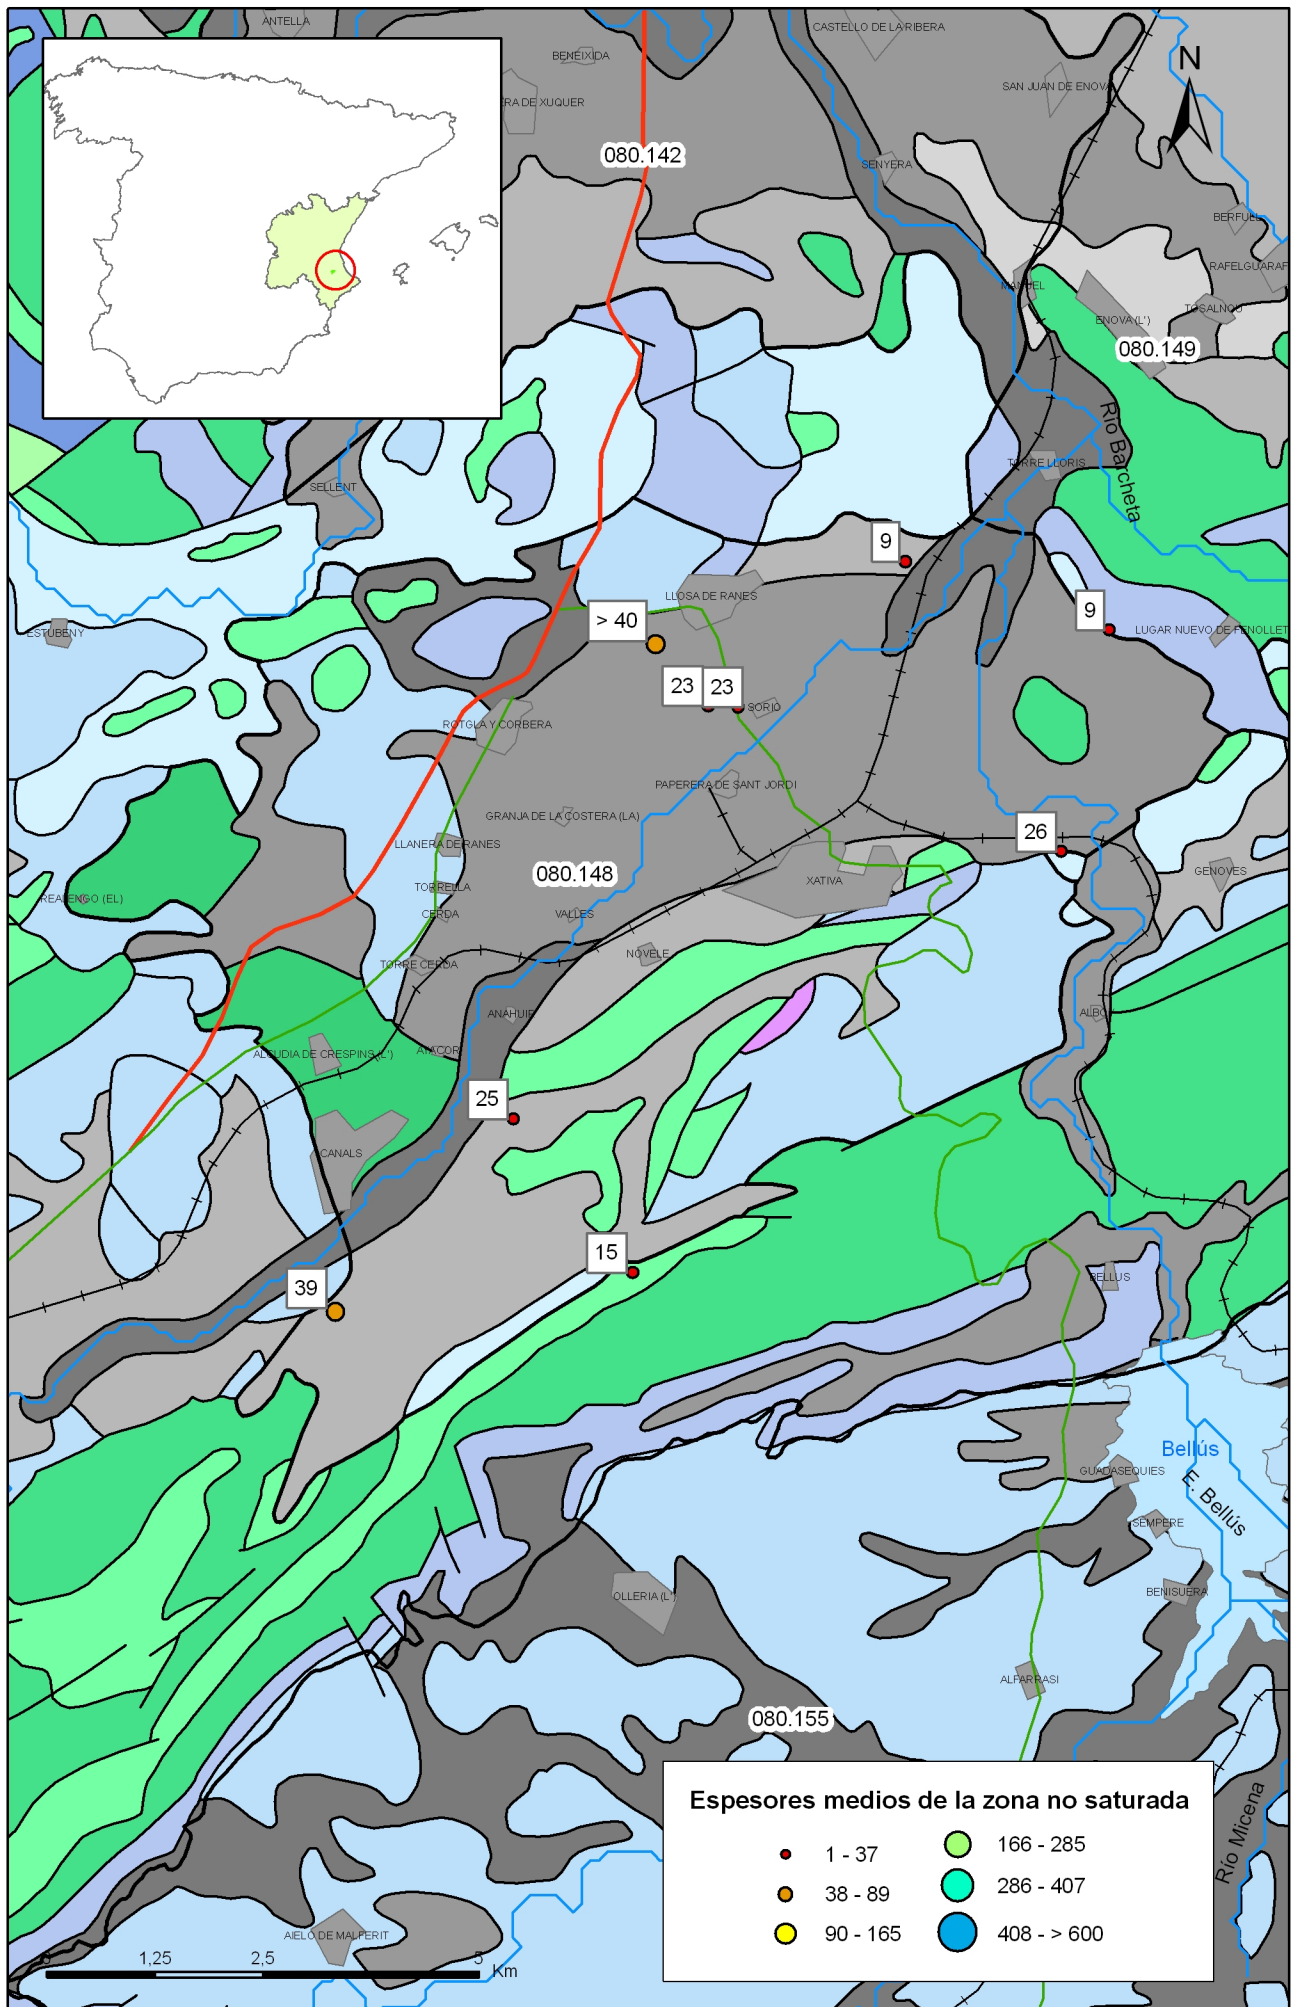 ANTELLA
CASTELLO DE LA RIBERA
BENEIXIDA
RA DE XUQUER
SAN JUAN DE ENOVA
N
080.142
SENYERA
BERFULL
RAFELGUARAF
MANUEL
TOSALNOU
ENOVA (L')
080.149
Río Barcheta
TORRE LLORIS
SELLENT
9
LLOSA DE RANES
9
> 40
LUGAR NUEVO DE FENOLLET
ESTUBENY
23
23
SORIO
ROTGLA Y CORBERA
PAPERERA DE SANT JORDI
GRANJA DE LA COSTERA (LA)
26
LLANERA DE RANES
080.148
XATIVA
GENOVES
TORRELLA
REALENGO (EL)
CERDA
VALLES
NOVELE
TORRE CERDA
ANAHUIR
ALBOI
AYACOR
ALCUDIA DE CRESPINS (L')
25
CANALS
15
BELLUS
39
Bellús
GUADASEQUIES
E. Bellús
SEMPERE
BENISUERA
OLLERIA (L')
ALFARRASI
080.155
Espesores medios de la zona no saturada
1 - 37
38 - 89
90 - 165
166 - 285
286 - 407
408 - > 600
Río Micena
AIELO DE MALFERIT
0
1,25
2,5
5
Km